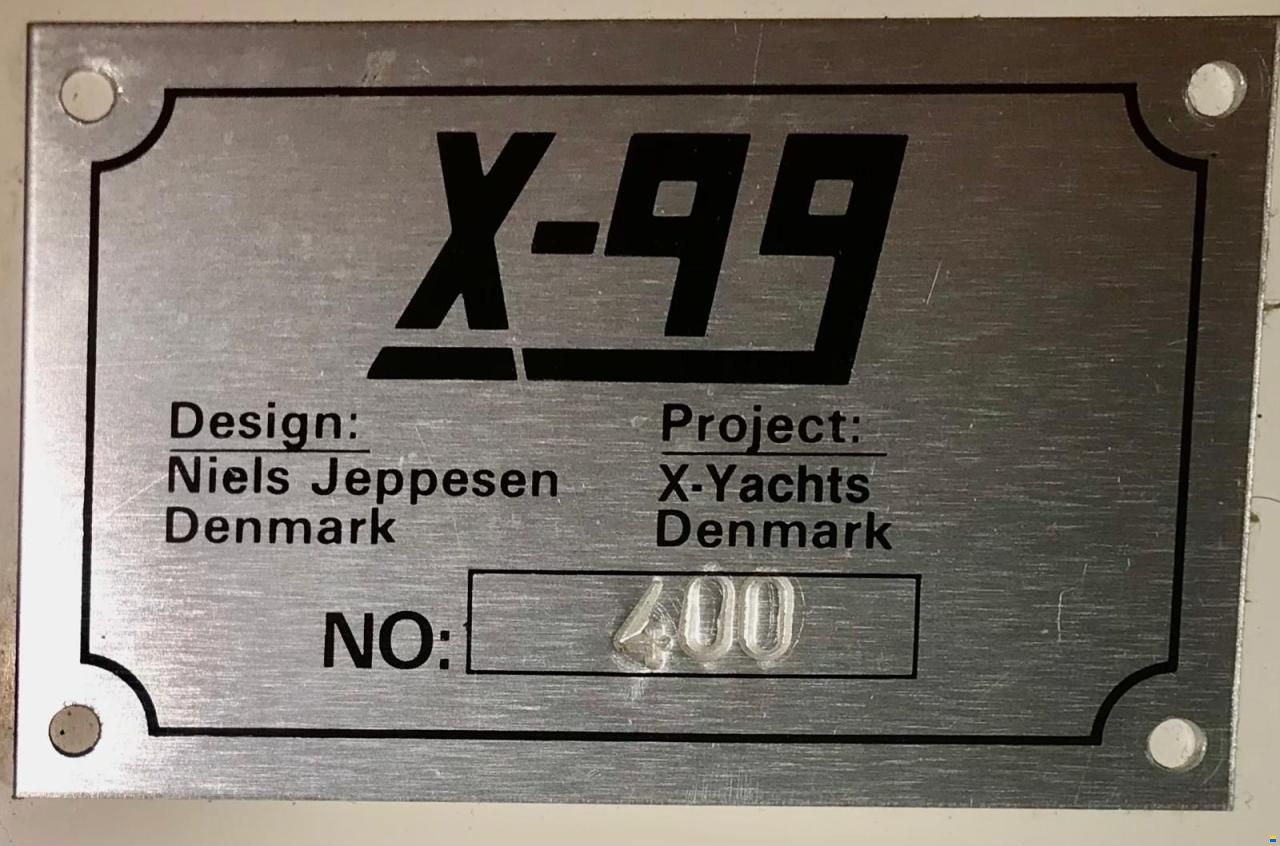 X-99
Design: Project:
Niels Jeppesen X-Yachts
Denmark Denmark
NO: 400